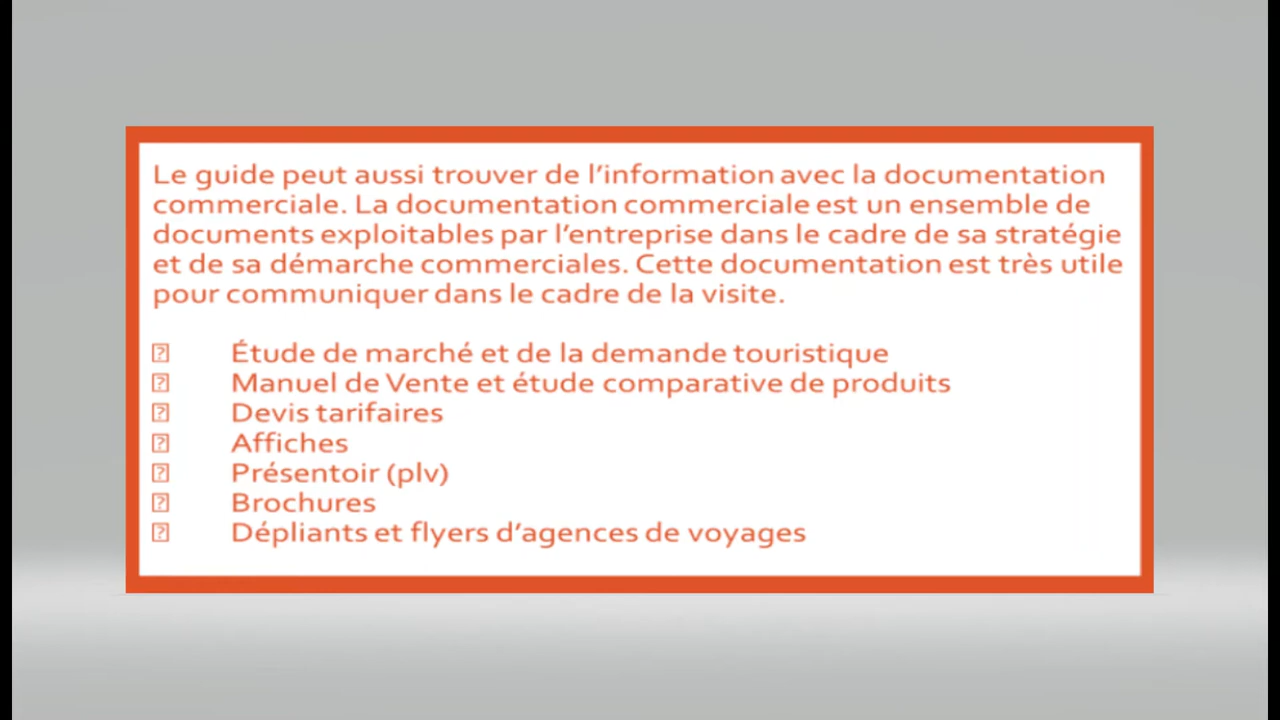 Le guide peut aussi trouver de l’information avec la documentation
commerciale. La documentation commerciale est un ensemble de
documents exploitables par l’entreprise dans le cadre de sa stratégie
et de sa démarche commerciales. Cette documentation est très utile
pour communiquer dans le cadre de la visite.
Étude de marché et de la demande touristique
Manuel de Vente et étude comparative de produits
Devis tarifaires
Affiches
Présentoir (plv)
Brochures
Dépliants et flyers d’agences de voyages